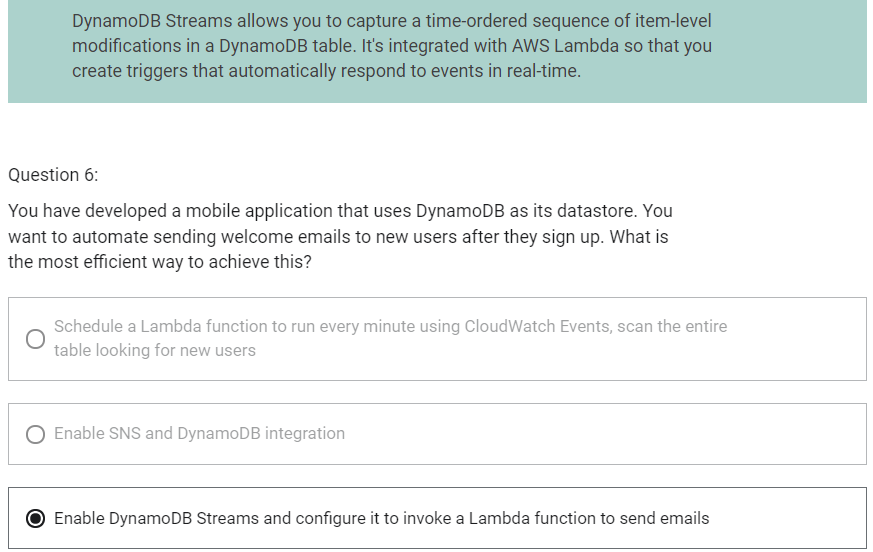 DynamoDB Streams allows you to capture a time-ordered sequence of item-level
modifications in a DynamoDB table. It's integrated with AWS Lambda so that you
create triggers that automatically respond to events in real-time.
Question 6:
You have developed a mobile application that uses DynamoDB as its datastore. You
want to automate sending welcome emails to new users after they sign up. What is
the most efficient way to achieve this?
Schedule a Lambda function to run every minute using CloudWatch Events, scan the entire
table looking for new users
Enable SNS and DynamoDB integration
Enable DynamoDB Streams and configure it to invoke a Lambda function to send emails